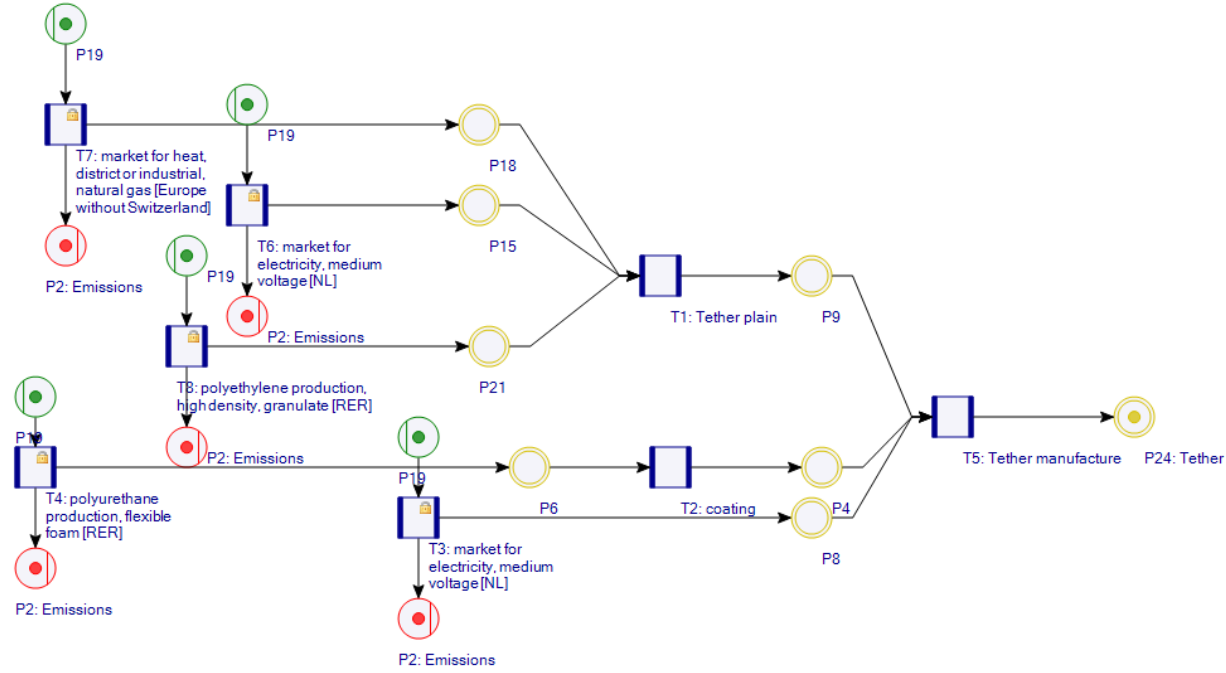 P19
P19
P18
T7: market for heat,
district or industrial,
natural gas [Europe
without Switzerland]
P15
T6: market for
electricity, medium
voltage [NL]
P19
P2: Emissions
T1: Tether plain
P9
P2: Emissions
P21
T8: polyethylene production,
high density, granulate [RER]
P19
P2: Emissions
T5: Tether manufacture
P24: Tether
P19
T4: polyurethane
production, flexible
foam [RER]
P6
T2: coating
P4
P8
T3: market for
electricity, medium
voltage [NL]
P2: Emissions
P2: Emissions